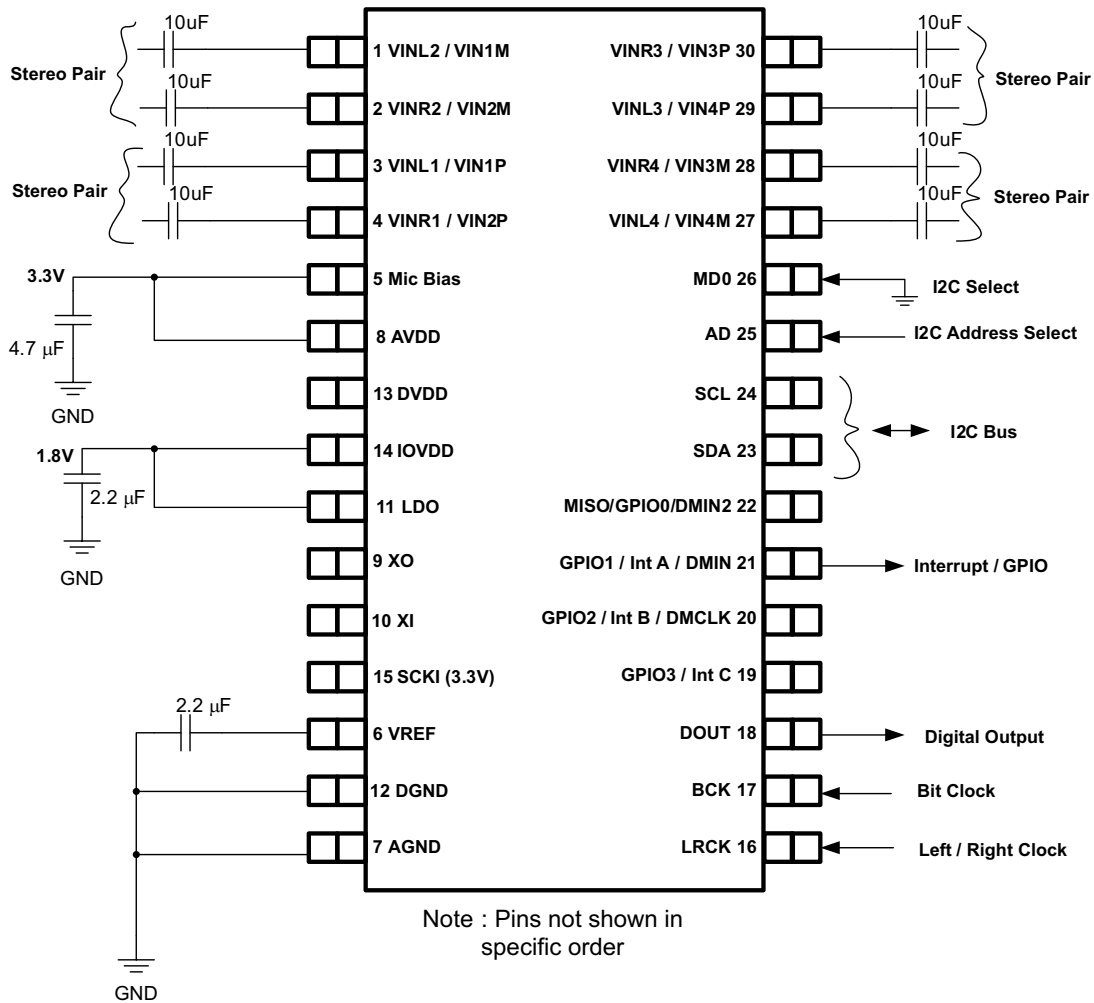 10uF
Stereo Pair
10uF
10uF
Stereo Pair
10uF
3.3V
4.7 μF
GND
1.8V
2.2 μF
GND
2.2 μF
GND
1 VINL2 / VIN1M
2 VINR2 / VIN2M
3 VINL1 / VIN1P
4 VINR1 / VIN2P
5 Mic Bias
8 AVDD
13 DVDD
14 IOVDD
11 LDO
9 XO
10 XI
15 SCKI (3.3V)
6 VREF
12 DGND
7 AGND
VINR3 / VIN3P 30
VINL3 / VIN4P 29
VINR4 / VIN3M 28
VINL4 / VIN4M 27
MD0 26
AD 25
SCL 24
SDA 23
MISO/GPIO0/DMIN2 22
GPIO1 / Int A / DMIN 21
GPIO2 / Int B / DMCLK 20
GPIO3 / Int C 19
DOUT 18
BCK 17
LRCK 16
10uF
Stereo Pair
10uF
10uF
Stereo Pair
10uF
I2C Select
I2C Address Select
I2C Bus
Interrupt / GPIO
Digital Output
Bit Clock
Left / Right Clock
Note : Pins not shown in
specific order